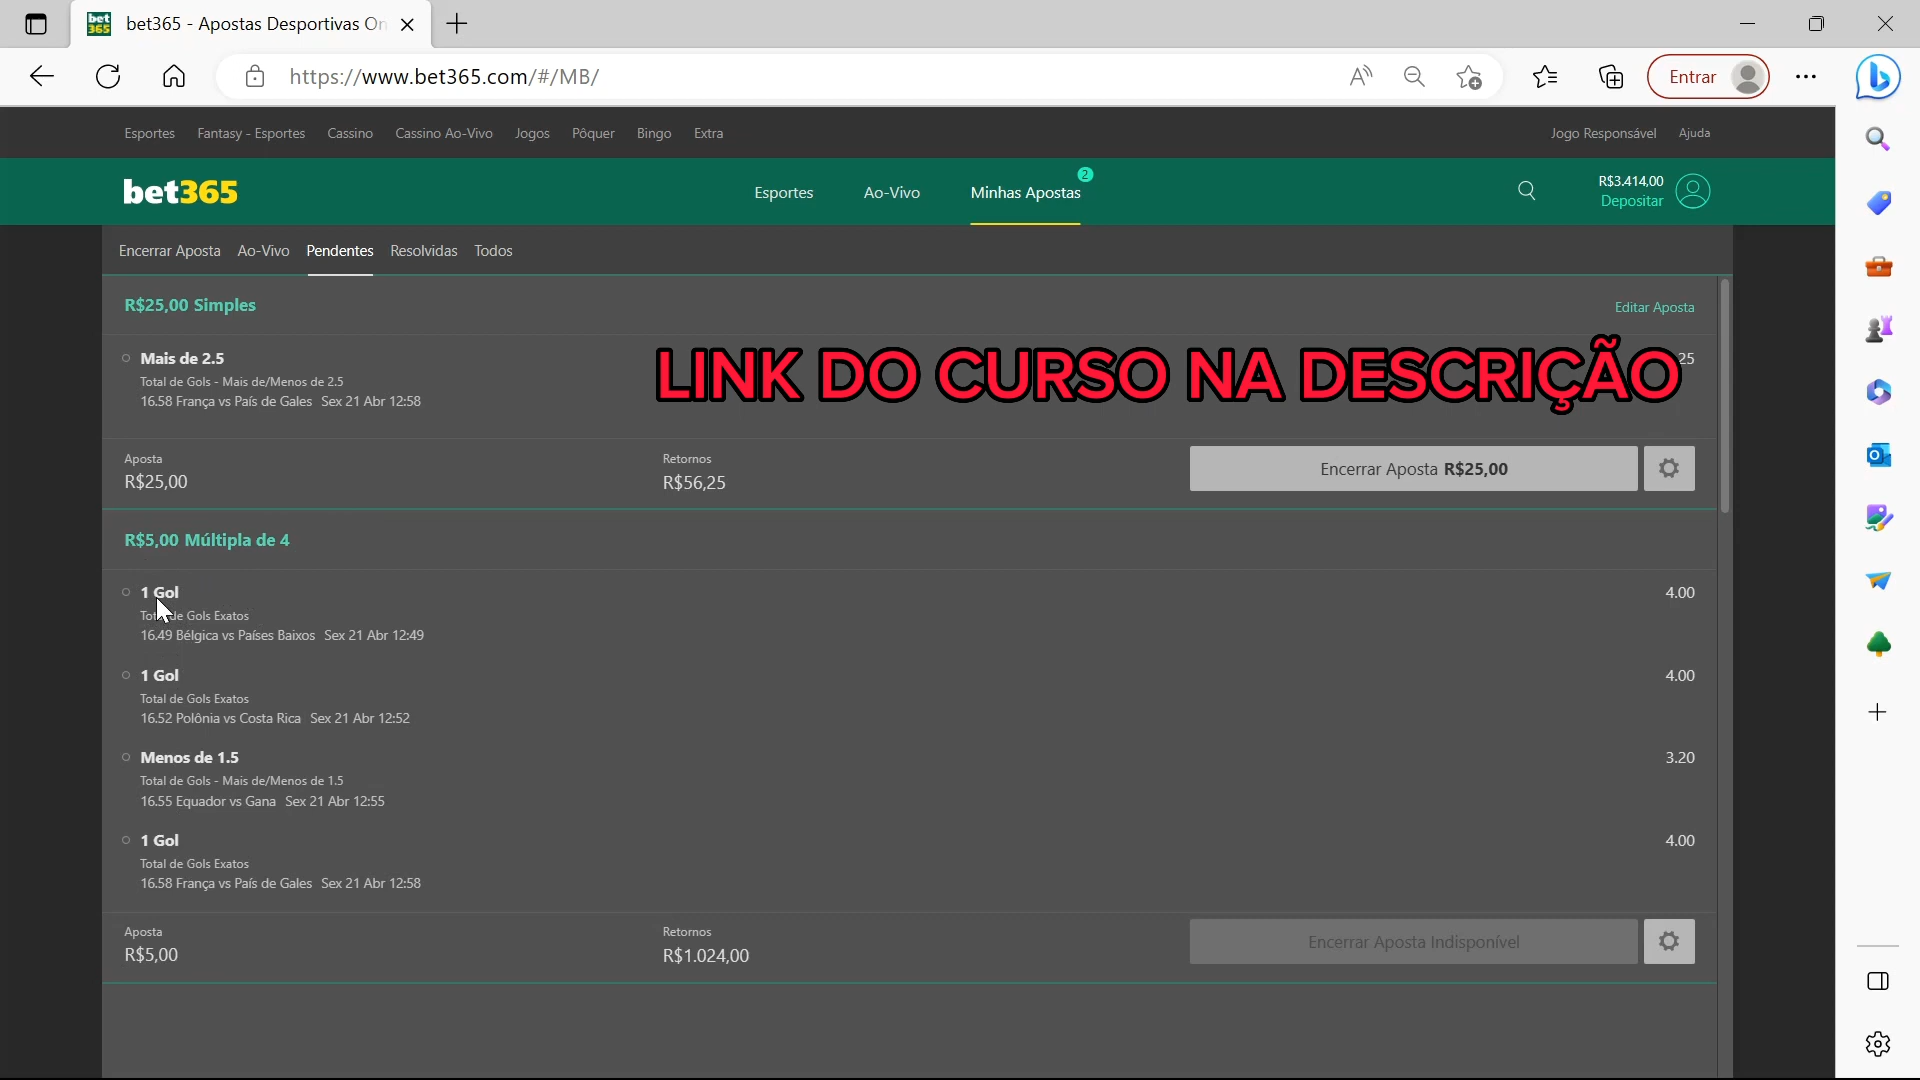 bet365 - Apostas Desportivas On
https://www.bet365.com/#/MB/
Entrar
Esportes Fantasy - Esportes Cassino Cassino Ao-Vivo Jogos Pôquer Bingo Extra Jogo Responsável Ajuda
bet365 Esportes Ao-Vivo Minhas Apostas 2 R$3.414,00
Depositar
Encerrar Aposta Ao-Vivo Pendentes Resolvidas Todos
R$25,00 Simples Editar Aposta
Mais de 2.5 25
LINK DO CURSO NA DESCRIÇÃO
Total de Gols - Mais de/Menos de 2.5
16.58 França vs País de Gales Sex 21 Abr 12:58
Aposta Retornos
R$25,00 R$56,25 Encerrar Aposta R$25,00
R$5,00 Múltipla de 4
1 Gol 4.00
de Gols Exatos
16.49 Bélgica vs Países Baixos Sex 21 Abr 12:49
1 Gol 4.00
Total de Gols Exatos
16.52 Polônia vs Costa Rica Sex 21 Abr 12:52
Menos de 1.5 3.20
Total de Gols - Mais de/Menos de 1.5
16.55 Equador vs Gana Sex 21 Abr 12:55
1 Gol 4.00
Total de Gols Exatos
16.58 França vs País de Gales Sex 21 Abr 12:58
Aposta Retornos
R$5,00 R$1.024,00 Encerrar Aposta Indisponível